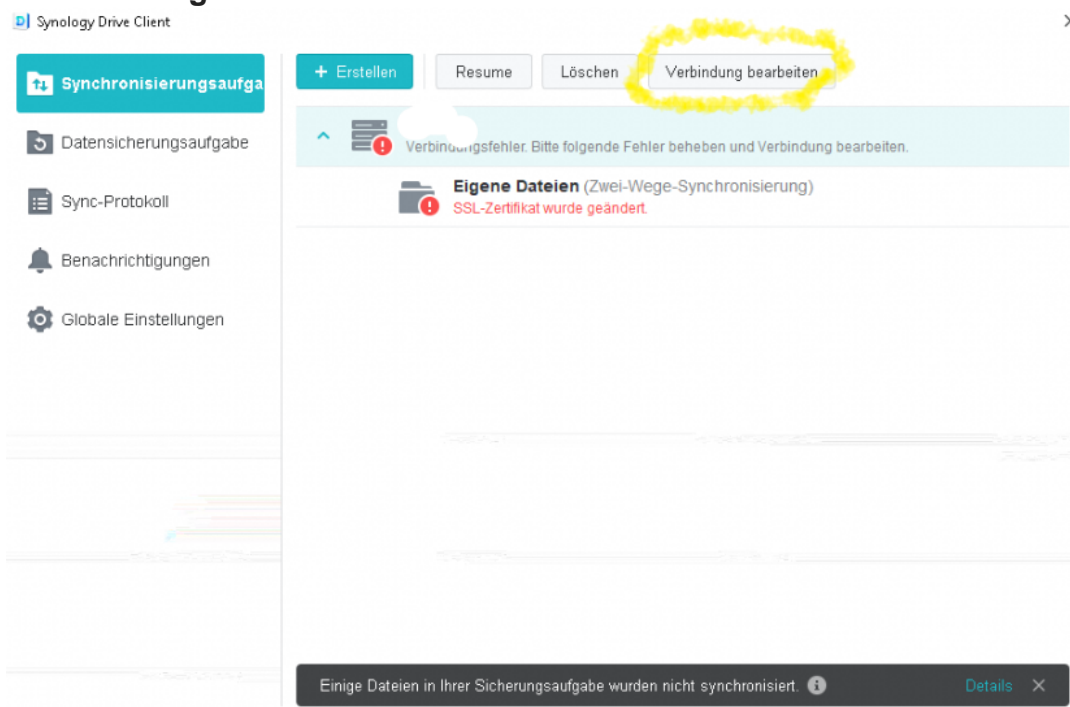 Synology Drive Client
+ Erstellen Resume Löschen Verbindung bearbeiten
Synchronisierungsaufga
Verbindungsfehler. Bitte folgende Fehler beheben und Verbindung bearbeiten.
Datensicherungsaufgabe
Eigene Dateien (Zwei-Wege-Synchronisierung)
SSL-Zertifikat wurde geändert.
Sync-Protokoll
Benachrichtigungen
Globale Einstellungen
Einige Dateien in Ihrer Sicherungsaufgabe wurden nicht synchronisiert. Details